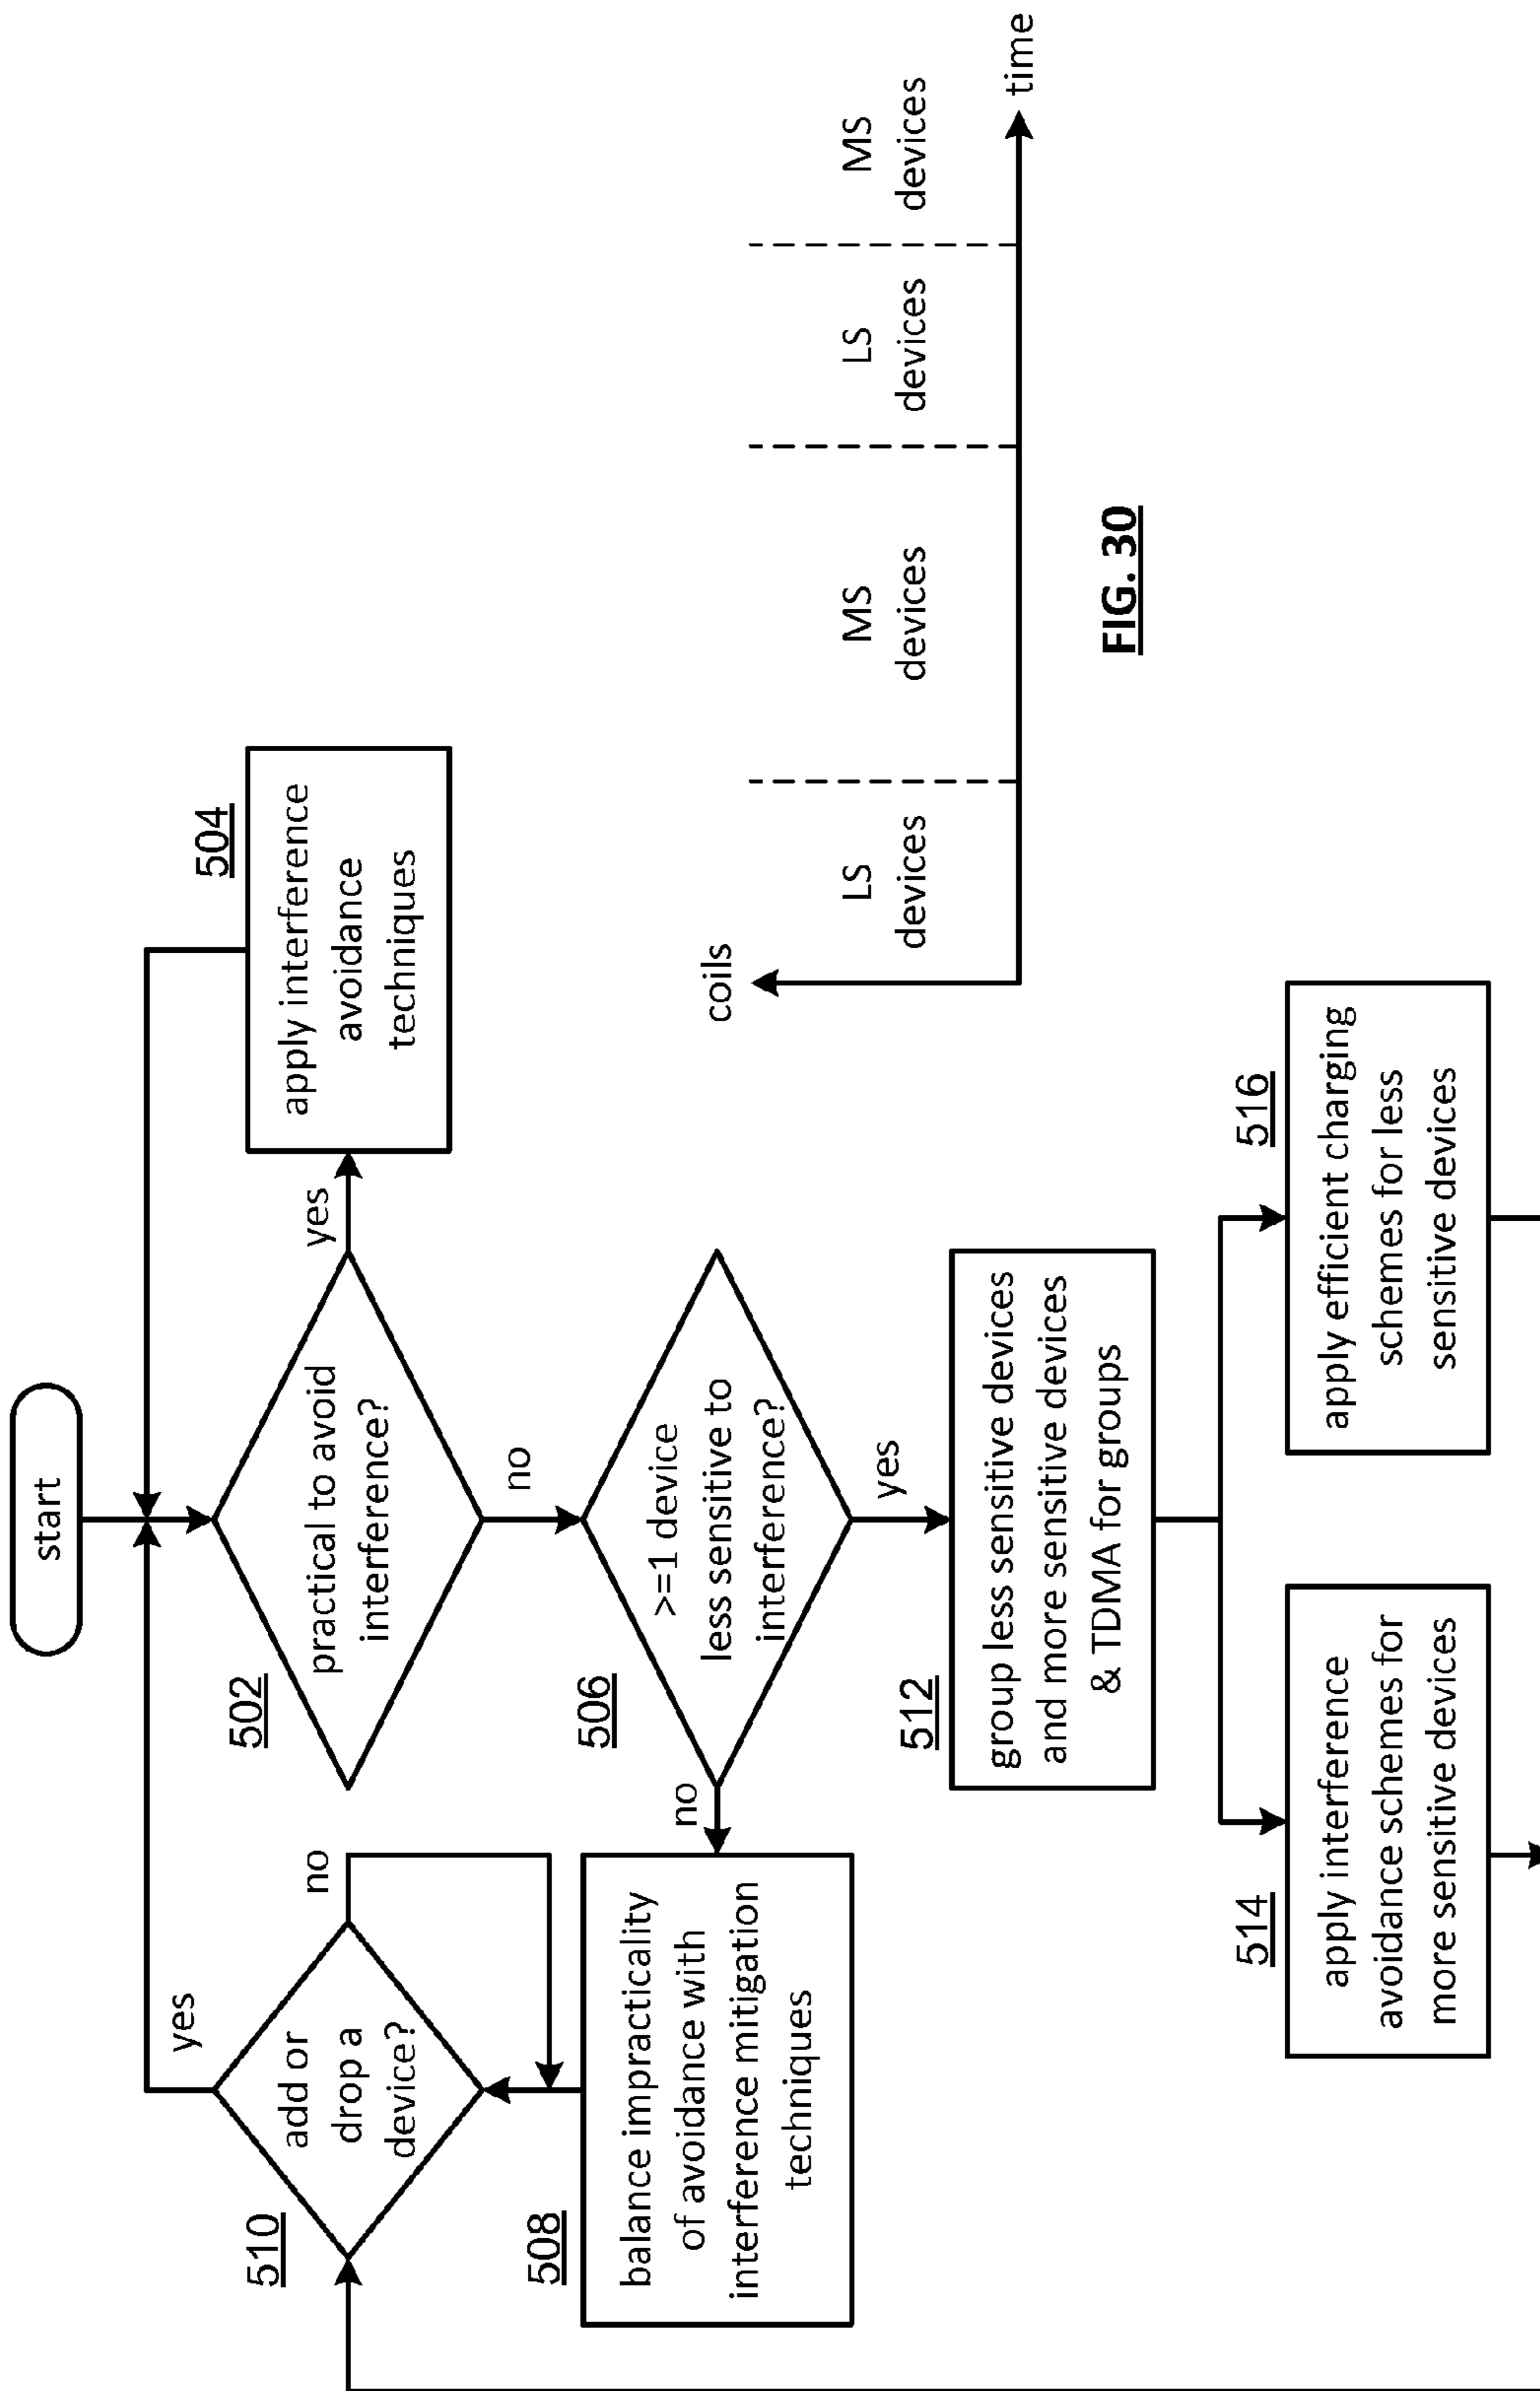 start
502
practical to avoid
interference?
yes
504
apply interference
avoidance
techniques
no
506
>=1 device
less sensitive to
interference?
no
yes
510
add or
drop a
device?
yes
no
508
balance impracticality
of avoidance with
interference mitigation
techniques
512
group less sensitive devices
and more sensitive devices
& TDMA for groups
514
apply interference
avoidance schemes for
more sensitive devices
516
apply efficient charging
schemes for less
sensitive devices
coils
LS
devices
MS
devices
LS
devices
MS
devices
time
FIG. 30